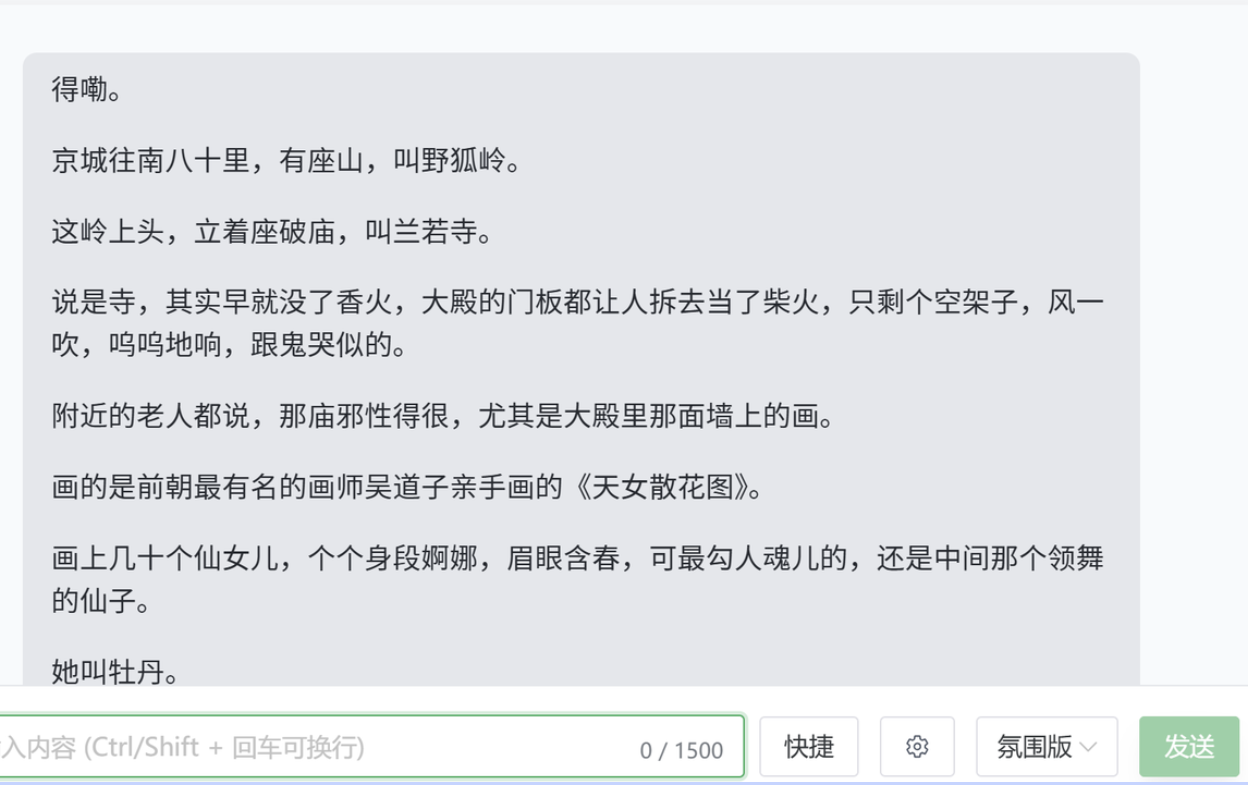 得嘞。
京城往南八十里，有座山，叫野狐岭。
这岭上头，立着座破庙，叫兰若寺。
说是寺，其实早就没了香火，大殿的门板都让人拆去当了柴火，只剩个空架子，风一
吹，呜呜地响，跟鬼哭似的。
附近的老人都说，那庙邪性得很，尤其是大殿里那面墙上的画。
画的是前朝最有名的画师吴道子亲手画的《天女散花图》。
画上几十个仙女儿，个个身段婀娜，眉眼含春，可最勾人魂儿的，还是中间那个领舞
的仙子。
她叫牡丹。
入内容 (Ctrl/Shift + 回车可换行) 0 / 1500 快捷 氛围版 发送